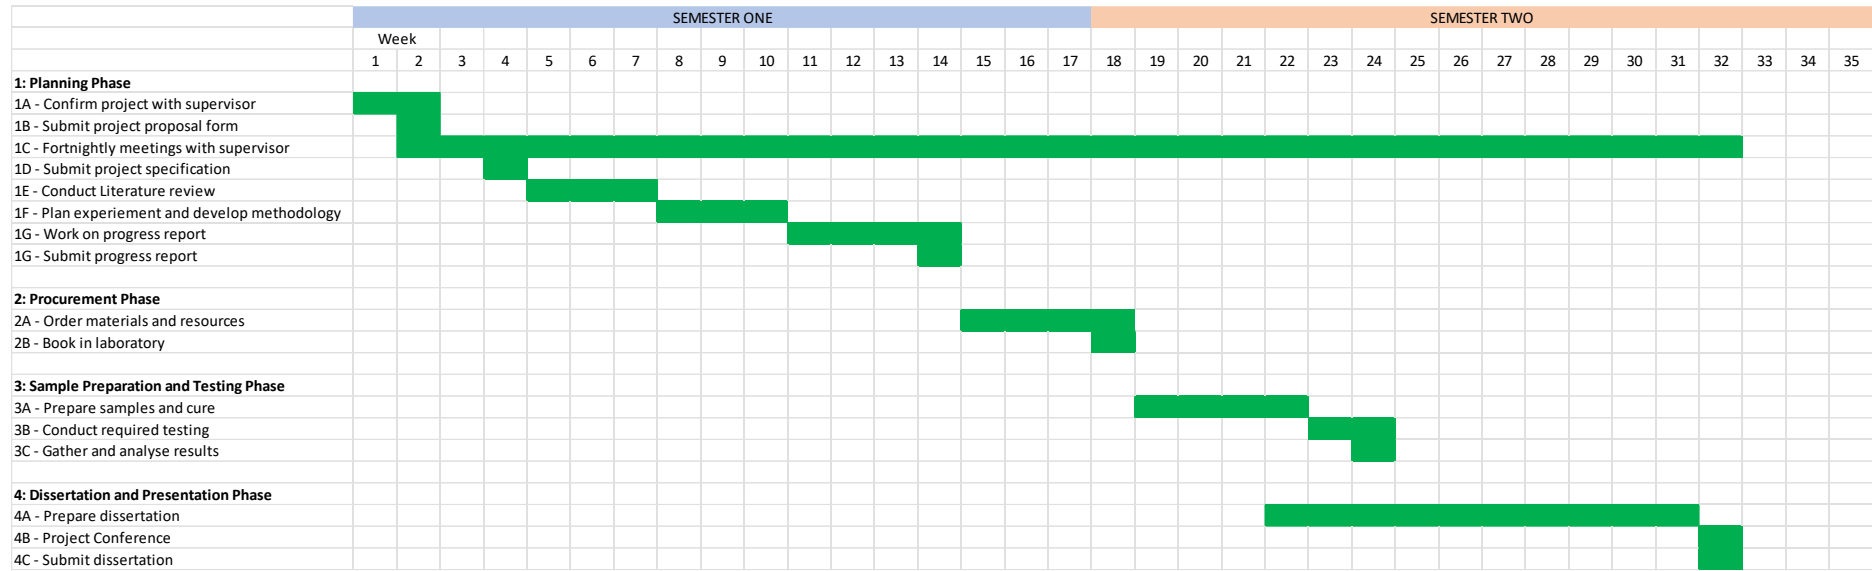 SEMESTER ONE SEMESTER TWO
Week
1 2 3 4 5 6 7 8 9 10 11 12 13 14 15 16 17 18 19 20 21 22 23 24 25 26 27 28 29 30 31 32 33 34 35
1: Planning Phase
1A - Confirm project with supervisor
1B - Submit project proposal form
1C - Fortnightly meetings with supervisor
1D - Submit project specification
1E - Conduct Literature review
1F - Plan experiement and develop methodology
1G - Work on progress report
1G - Submit progress report
2: Procurement Phase
2A - Order materials and resources
2B - Book in laboratory
3: Sample Preparation and Testing Phase
3A - Prepare samples and cure
3B - Conduct required testing
3C - Gather and analyse results
4: Dissertation and Presentation Phase
4A - Prepare dissertation
4B - Project Conference
4C - Submit dissertation